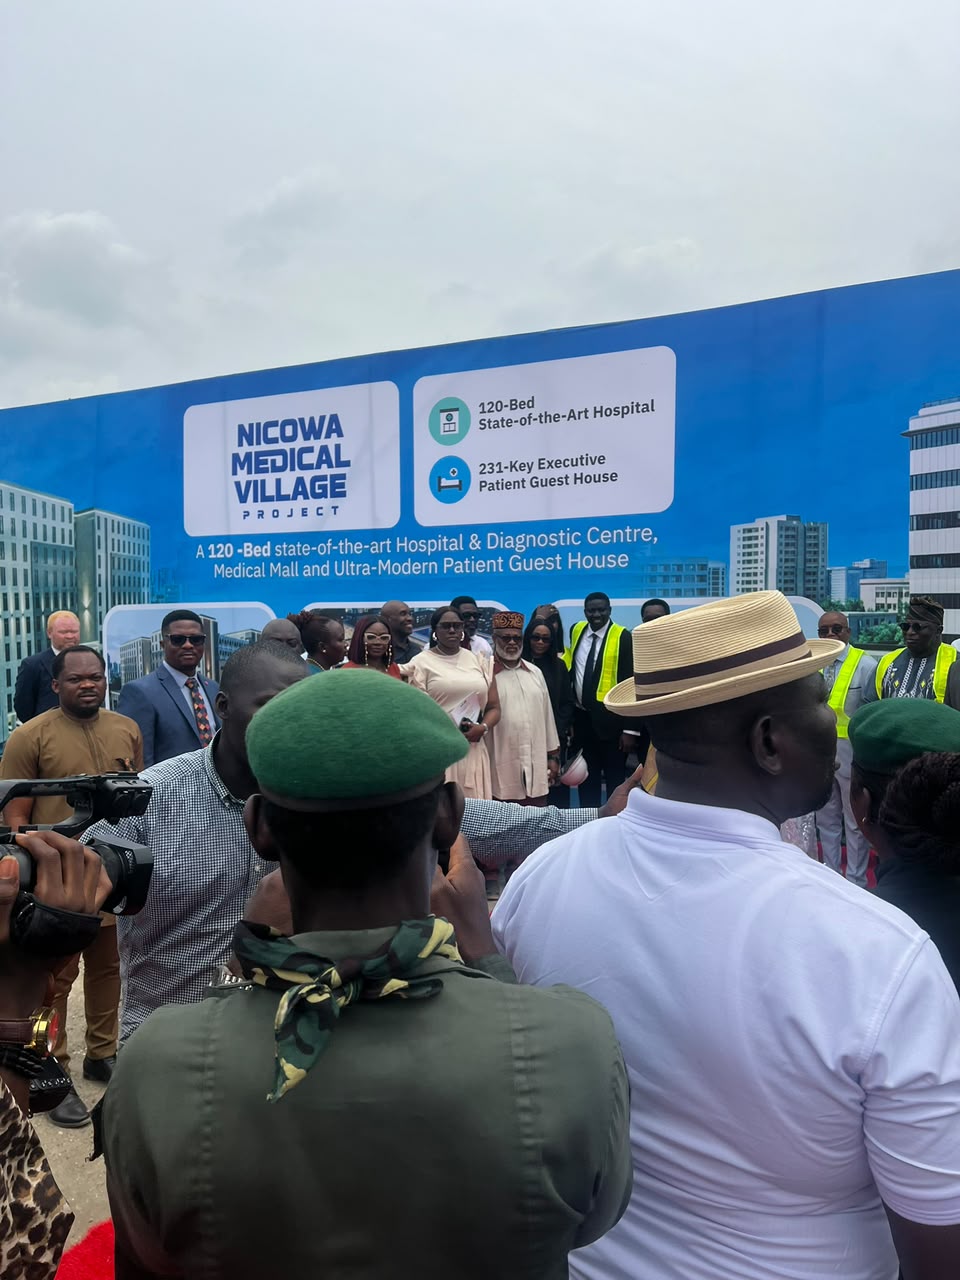 NICOWA
MEDICAL
VILLAGE
PROJECT
120-Bed
State-of-the-Art Hospital
231-Key Executive
Patient Guest House
A 120 -Bed state-of-the-art Hospital & Diagnostic Centre,
Medical Mall and Ultra-Modern Patient Guest House